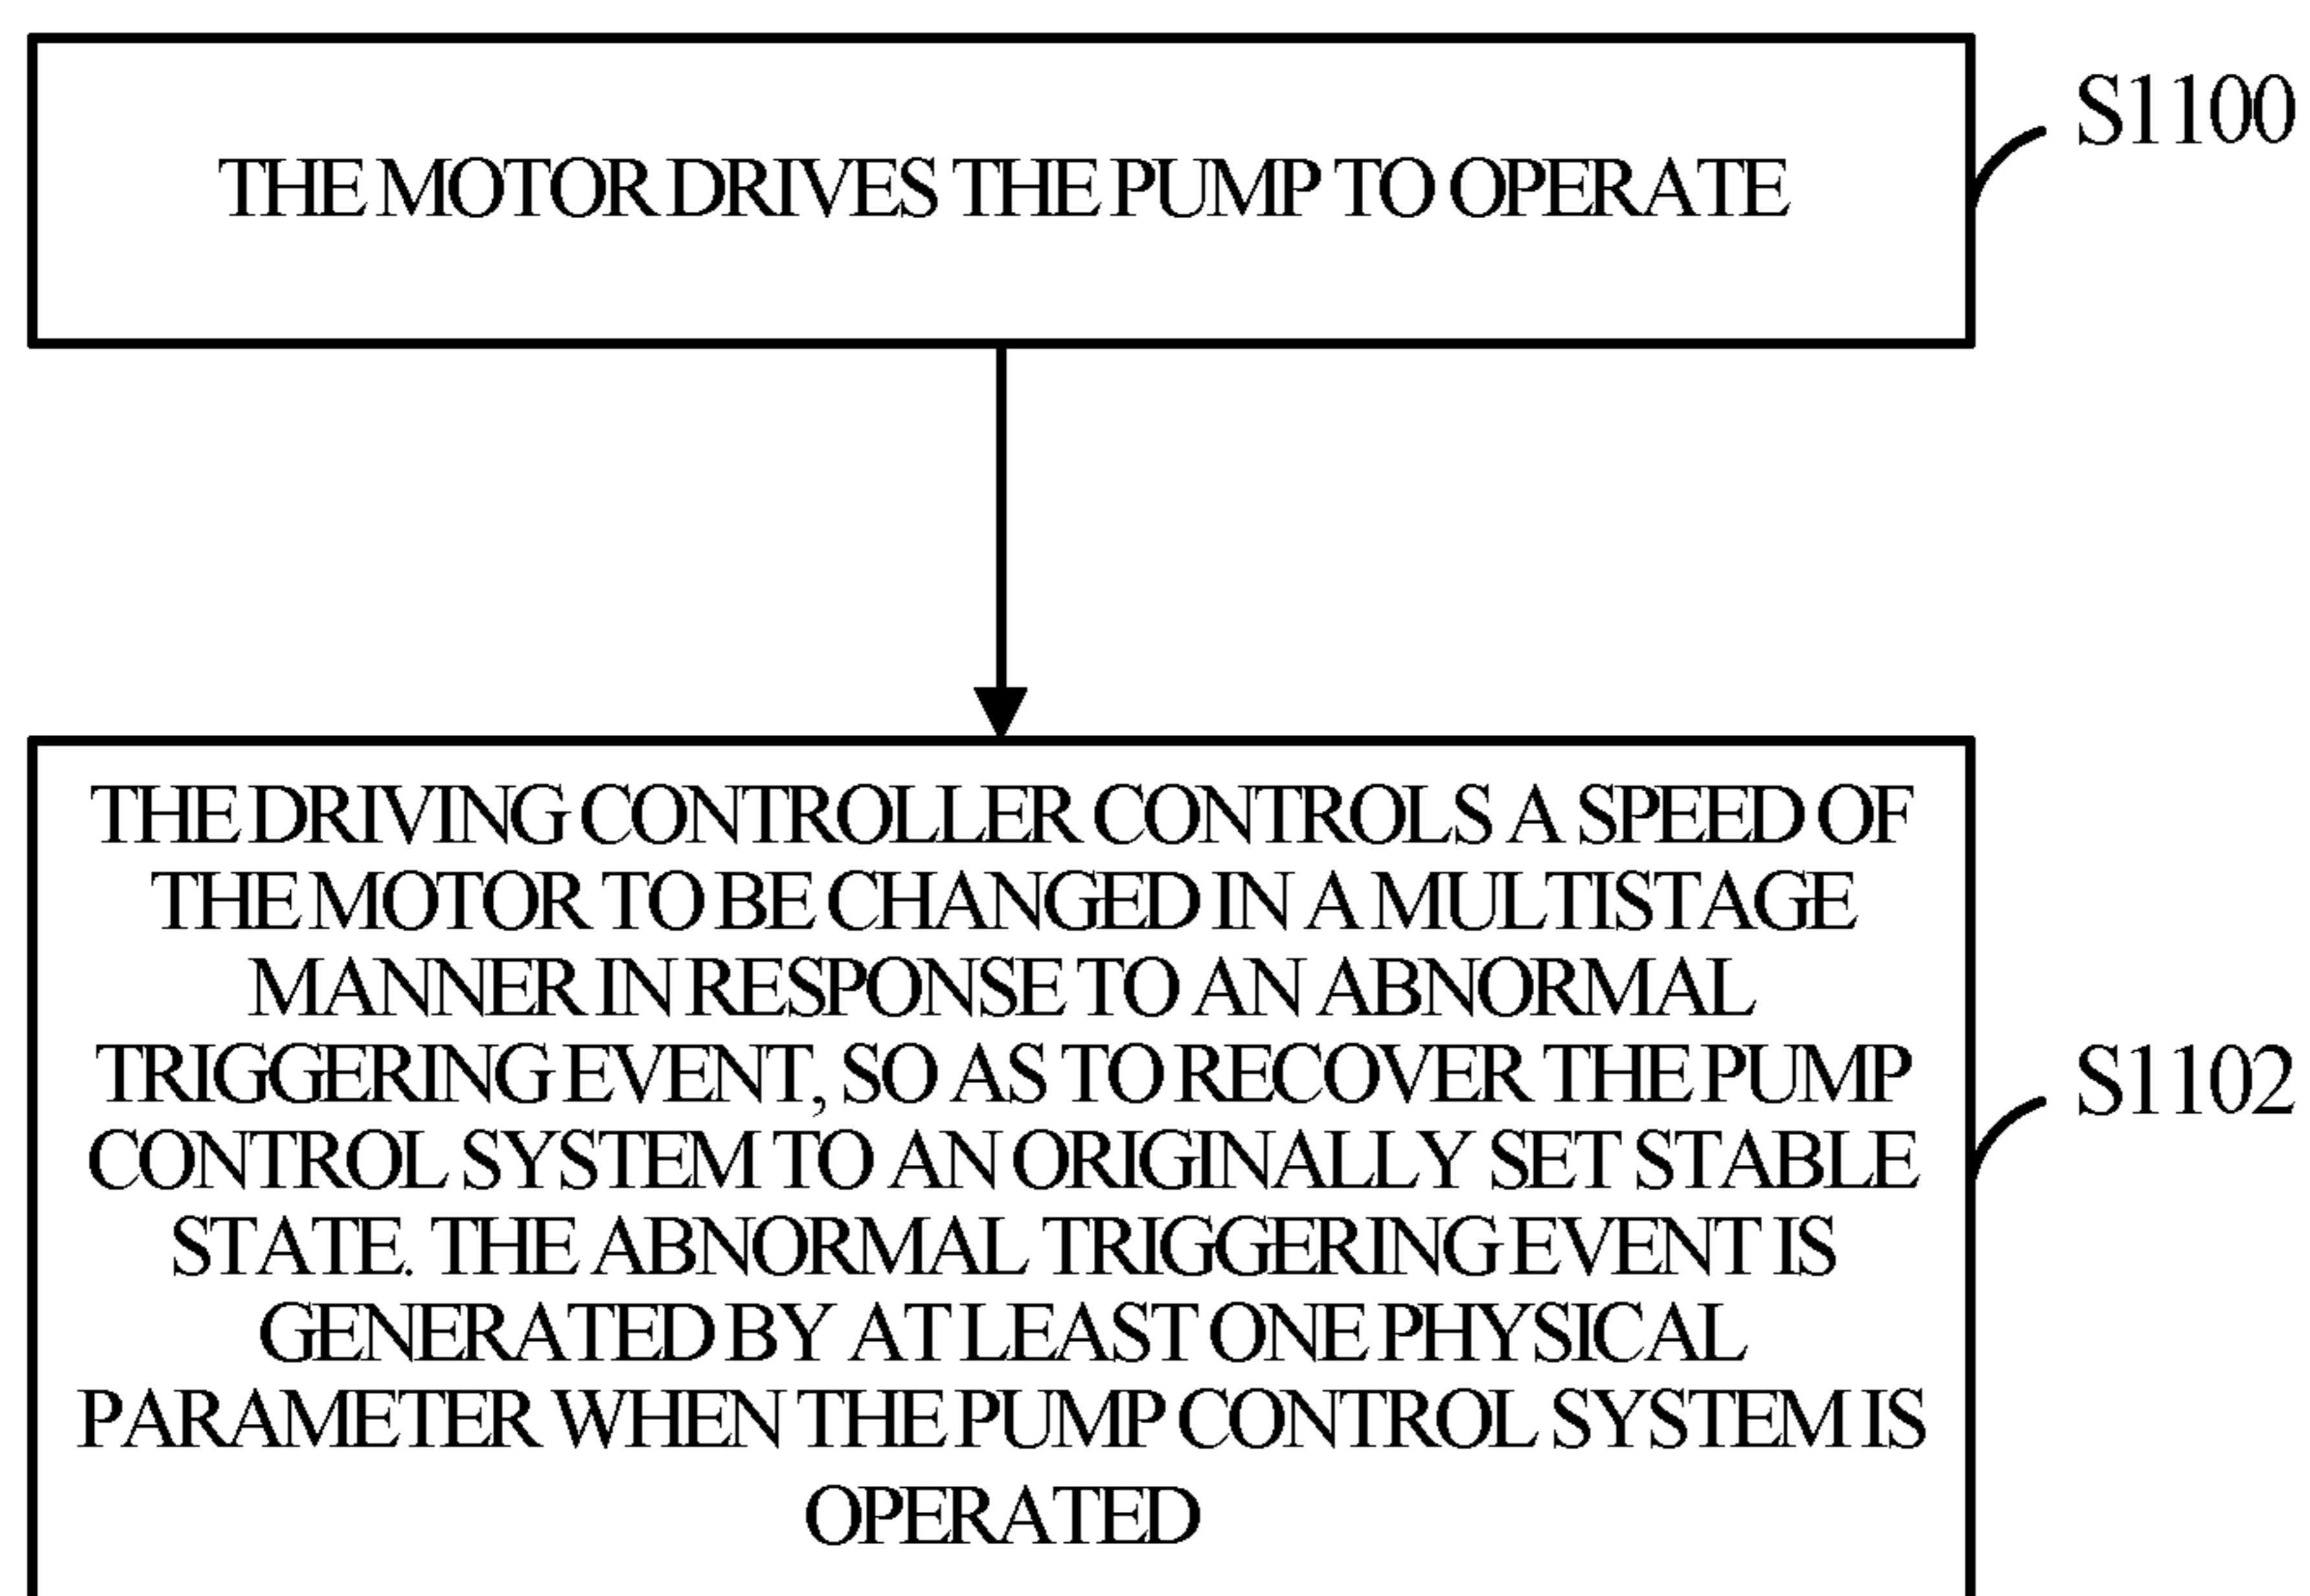 S1100
THE MOTOR DRIVES THE PUMP TO OPERATE
THE DRIVING CONTROLLER CONTROLS A SPEED OF
THE MOTOR TO BE CHANGED IN A MULTISTAGE
MANNER IN RESPONSE TO AN ABNORMAL
TRIGGERING EVENT, SO AS TO RECOVER THE PUMP
S1102
CONTROL SYSTEM TO AN ORIGINALLY SET STABLE
STATE. THE ABNORMAL TRIGGERING EVENT IS
GENERATED BY AT LEAST ONE PHYSICAL
PARAMETER WHEN THE PUMP CONTROL SYSTEM IS
OPERATED